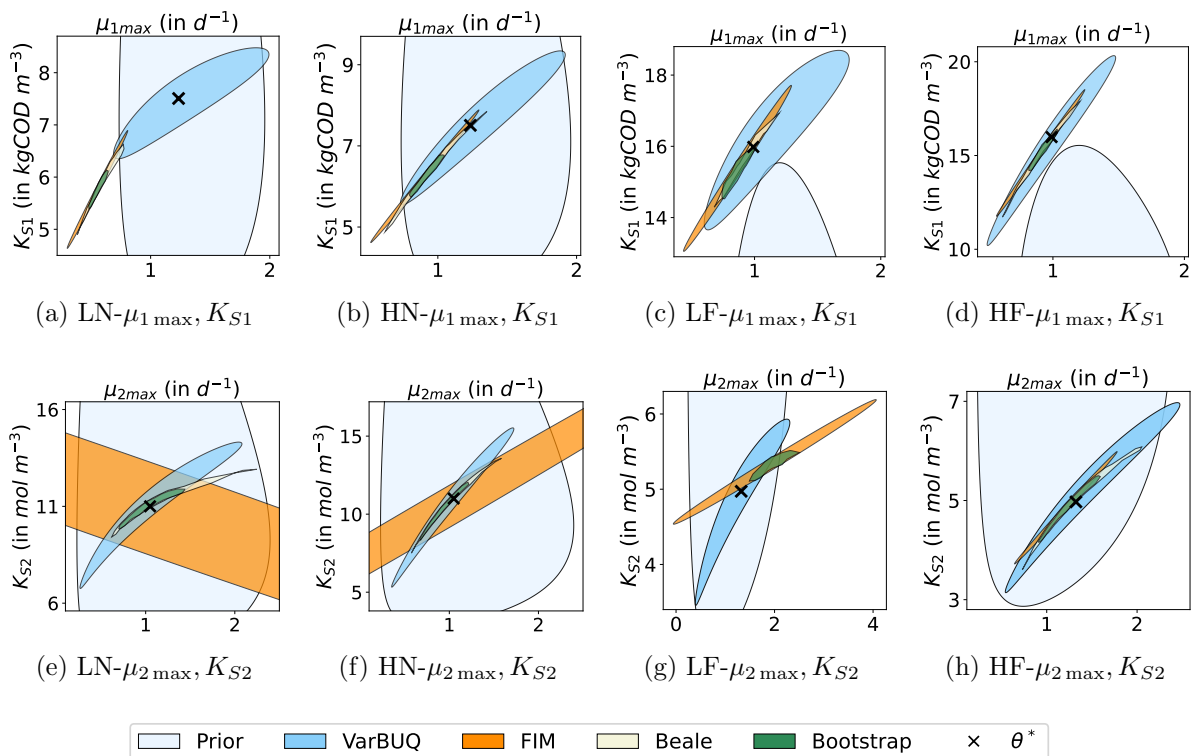 μ1max (in d−1) μ1max (in d−1) μ1max (in d−1) μ1max (in d−1)
KS1 (in kgCOD m−3) 8 7 6 5
1 2
KS1 (in kgCOD m−3) 9 7 5
1 2
KS1 (in kgCOD m−3) 18 16 14
1 2
KS1 (in kgCOD m−3) 20 15 10
1 2
(a) LN-μ1 max, KS1 (b) HN-μ1 max, KS1 (c) LF-μ1 max, KS1 (d) HF-μ1 max, KS1
μ2max (in d−1) μ2max (in d−1) μ2max (in d−1) μ2max (in d−1)
KS2 (in mol m−3) 16 11 6
1 2
KS2 (in mol m−3) 15 10 5
1 2
KS2 (in mol m−3) 6 5 4
0 2 4
KS2 (in mol m−3) 7 5 3
1 2
(e) LN-μ2 max, KS2 (f) HN-μ2 max, KS2 (g) LF-μ2 max, KS2 (h) HF-μ2 max, KS2
Prior VarBUQ FIM Beale Bootstrap θ*